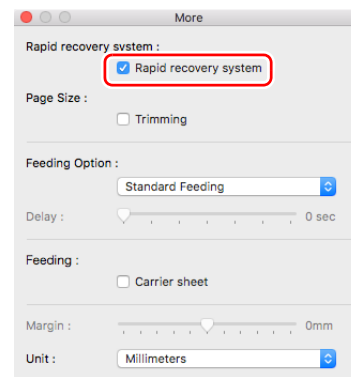 More
Rapid recovery system :
Rapid recovery system
Page Size :
Trimming
Feeding Option :
Standard Feeding
Delay : 0 sec
Feeding :
Carrier sheet
Margin : 0mm
Unit : Millimeters